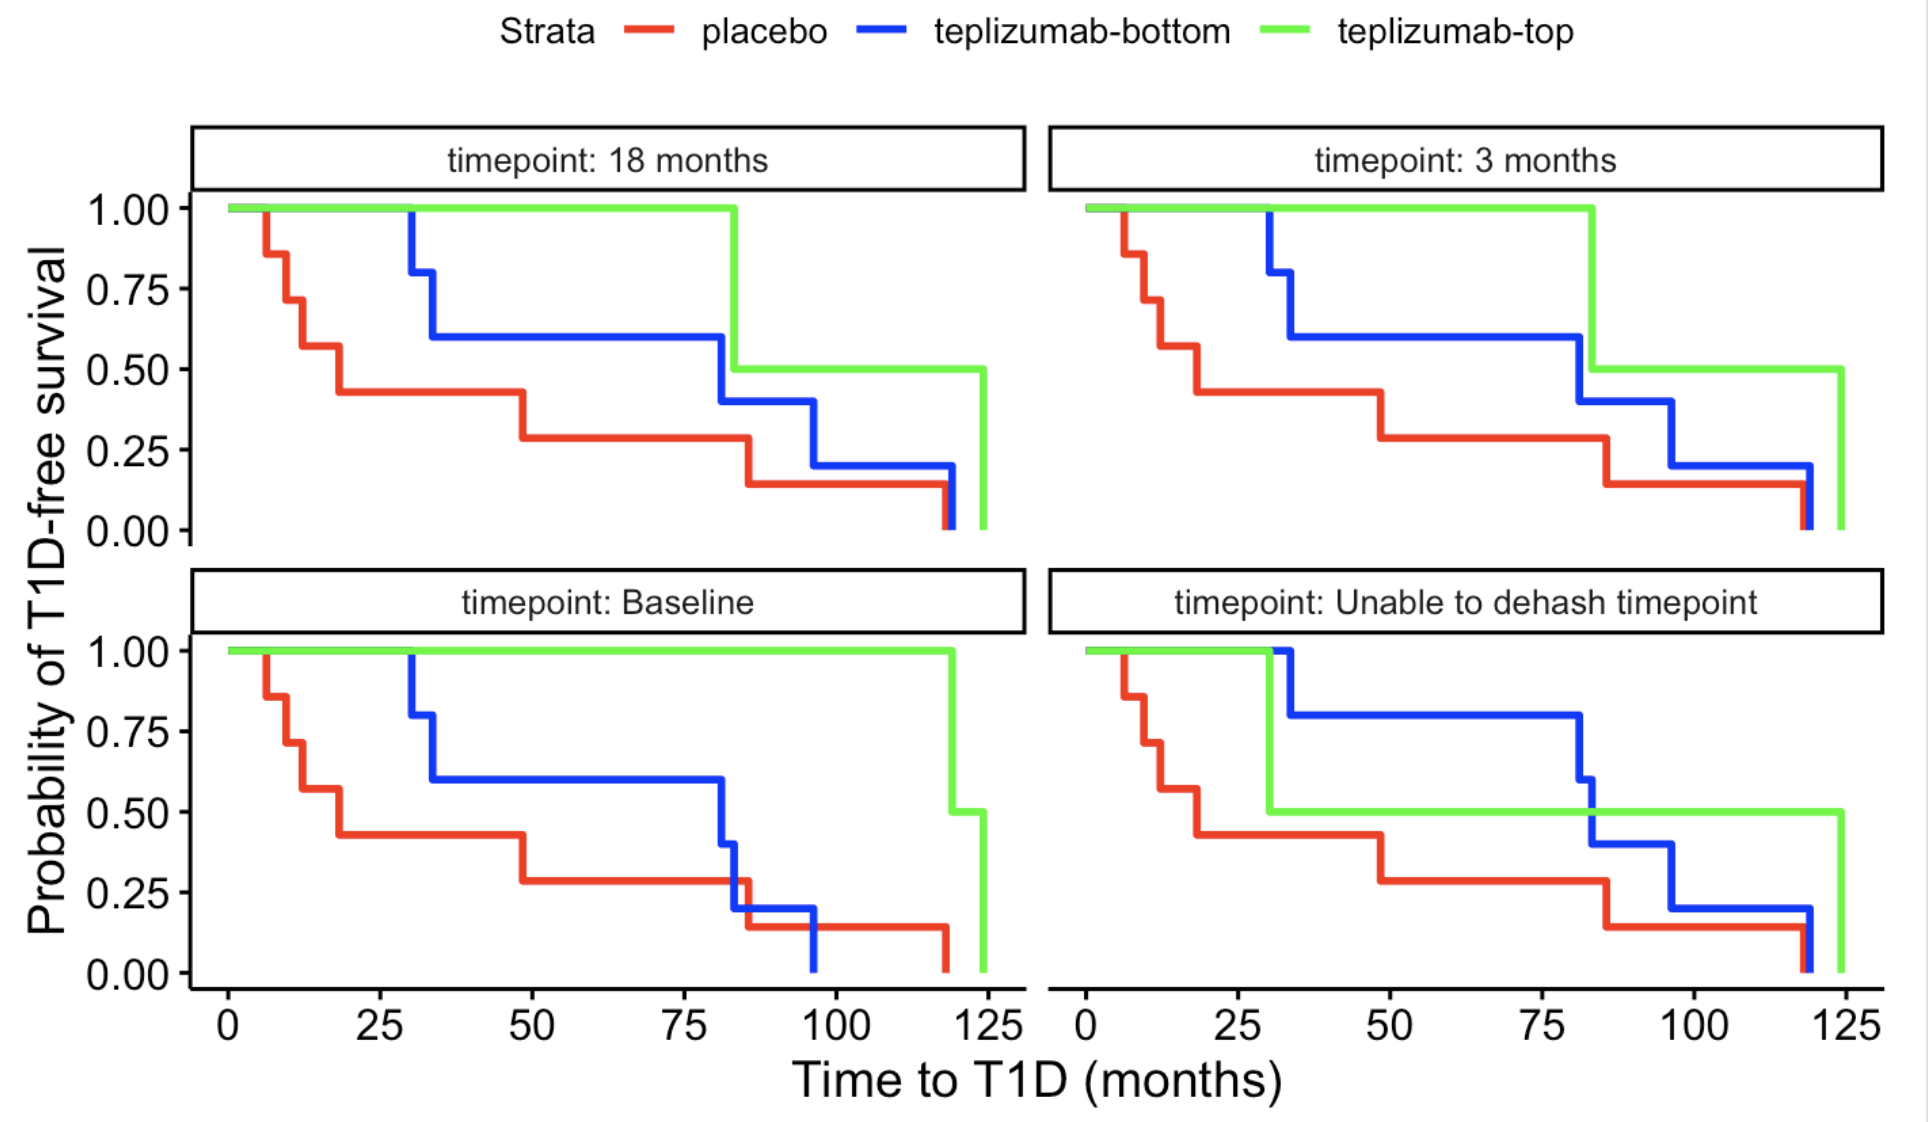 Strata placebo teplizumab-bottom teplizumab-top
timepoint: 18 months
timepoint: 3 months
1.00
0.75
0.50
0.25
0.00
timepoint: Baseline
timepoint: Unable to dehash timepoint
1.00
0.75
0.50
0.25
0.00
Probability of T1D-free survival
0 25 50 75 100 125
0 25 50 75 100 125
Time to T1D (months)